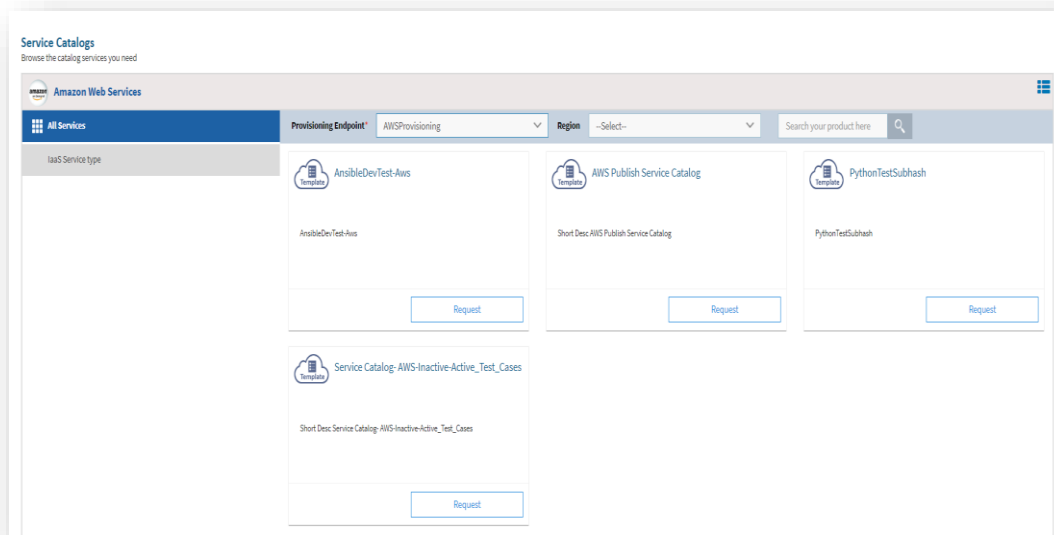 Service Catalogs
Browse the catalog services you need
amazon
Amazon Web Services
All Services
Provisioning Endpoint* AWSProvisioning Region --Select-- Search your product here
IaaS Service type
Template AnsibleDevTest-Aws
AnsibleDevTest-Aws
Request
Template AWS Publish Service Catalog
Short Desc AWS Publish Service Catalog
Request
Template PythonTestSubhash
PythonTestSubhash
Request
Template Service Catalog- AWS-Inactive-Active_Test_Cases
Short Desc Service Catalog- AWS-Inactive-Active_Test_Cases
Request